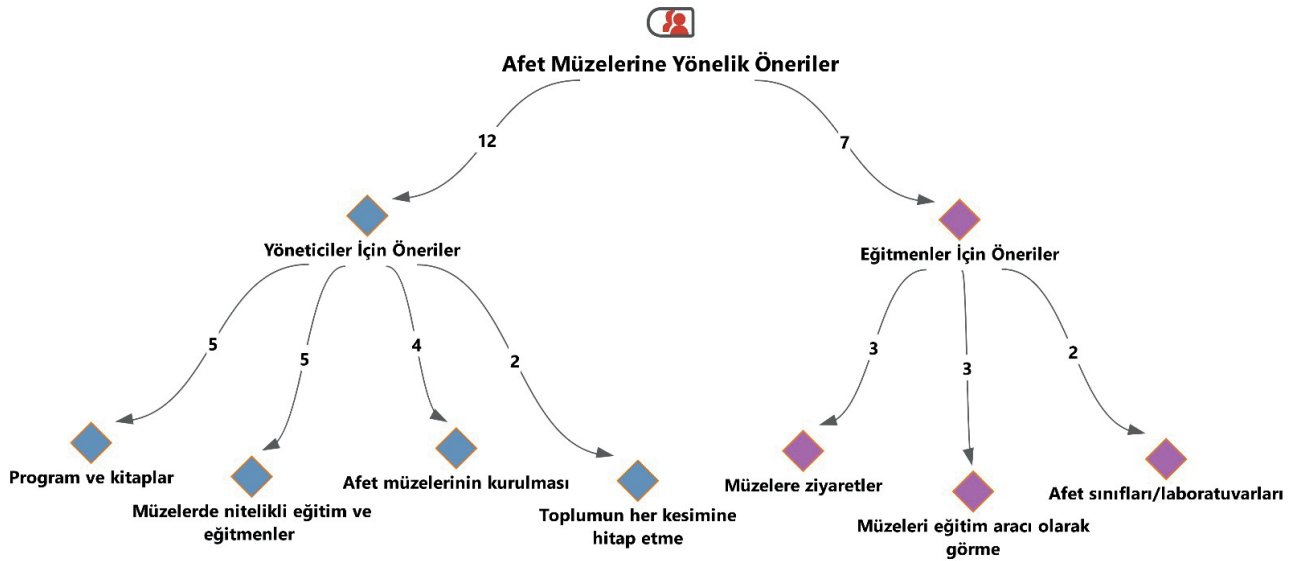 Afet Müzelerine Yönelik Öneriler
12
7
Yöneticiler İçin Öneriler
Eğitmenler İçin Öneriler
5
5
4
2
3
3
2
Program ve kitaplar
Müzelerde nitelikli eğitim ve
eğitmenler
Afet müzelerinin kurulması
Toplumun her kesimine
hitap etme
Müzelere ziyaretler
Müzeleri eğitim aracı olarak
görme
Afet sınıfları/laboratuvarları